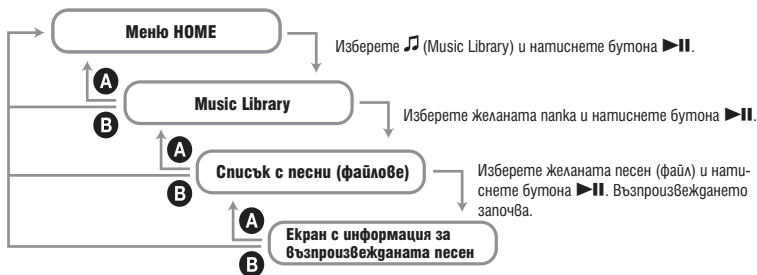 Меню HOME
Изберете ♫ (Music Library) и натиснете бутона ►II.
A
Music Library
B
Изберете желаната папка и натиснете бутона ►II.
A
Списък с песни (файлове)
B
Изберете желаната песен (файл) и нати-
снете бутона ►II. Възпроизвеждането
започва.
A
Екран с информация за
възпроизвежданата песен
B